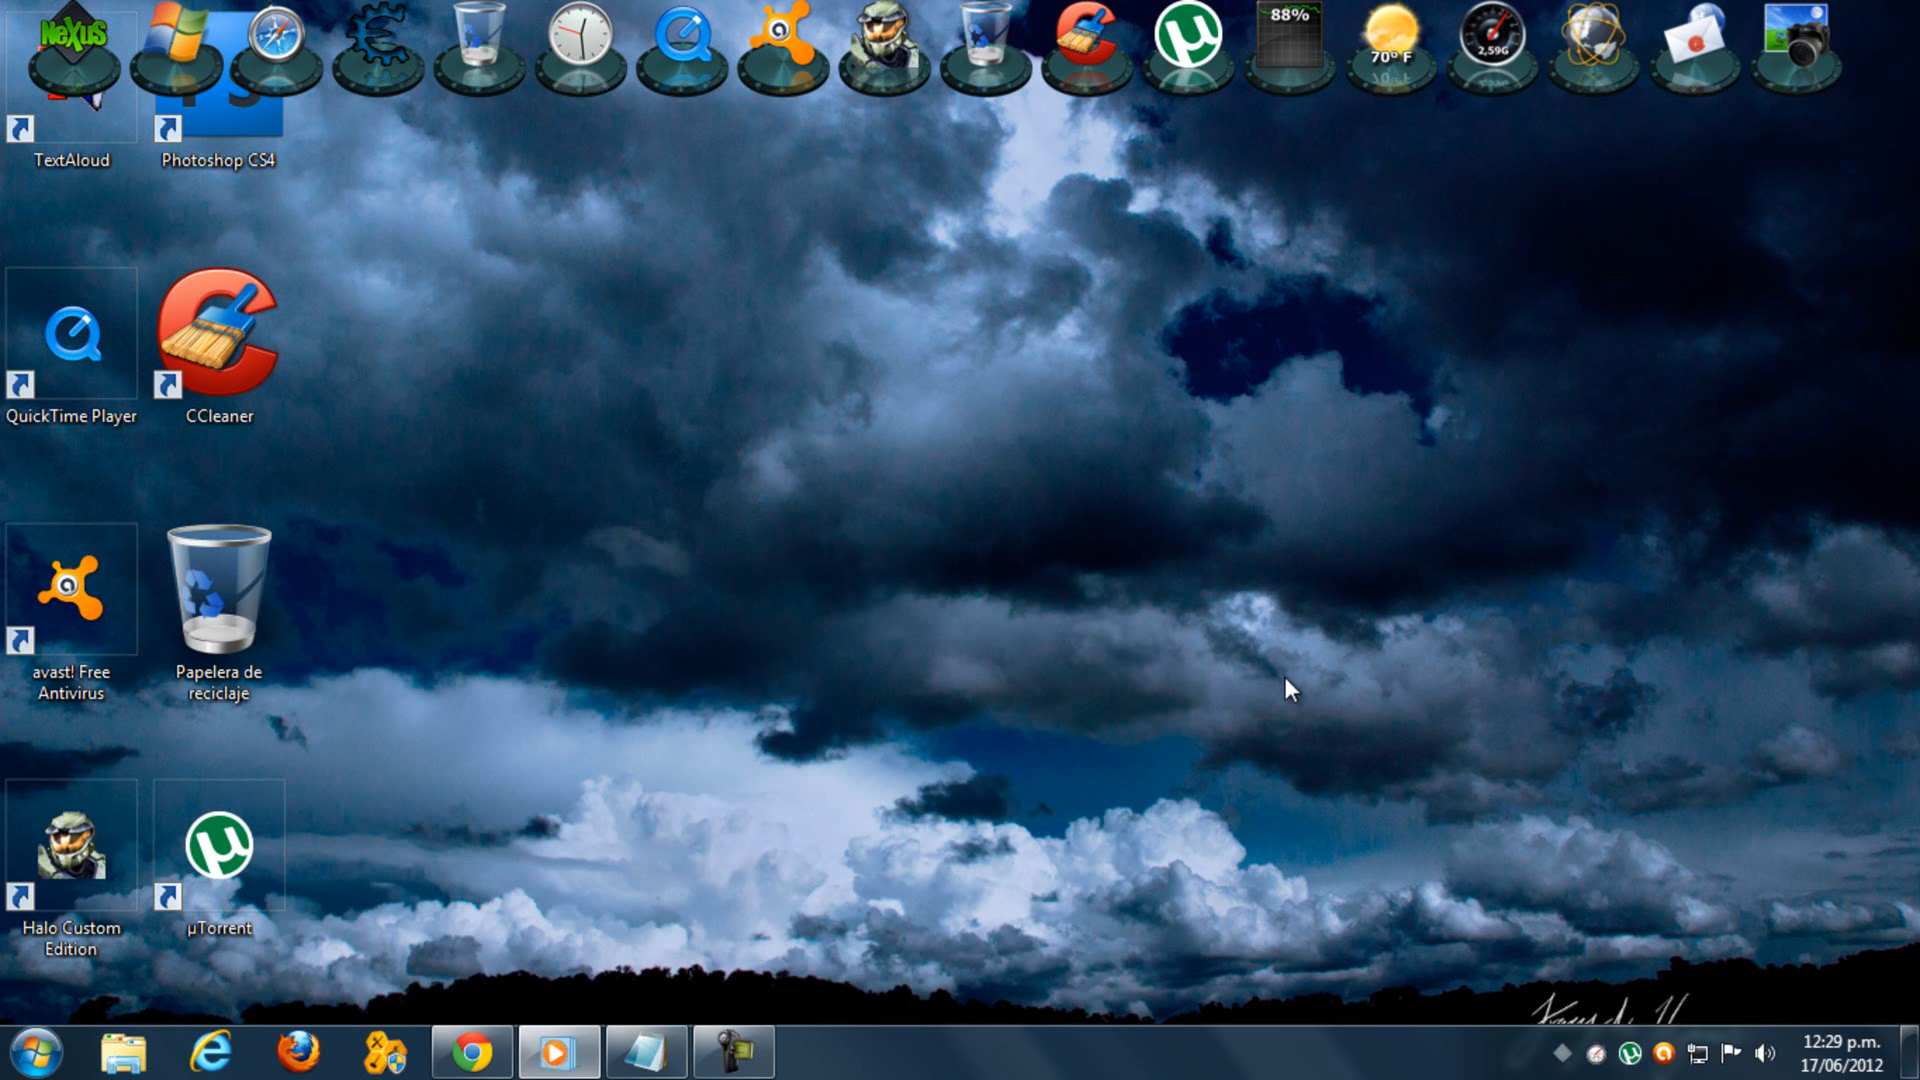 NeXuS
88%
70° F
2,59G
TextAloud
Photoshop CS4
QuickTime Player
CCleaner
avast! Free
Antivirus
Papelera de
reciclaje
Halo Custom
Edition
µTorrent
12:29 p.m.
17/06/2012